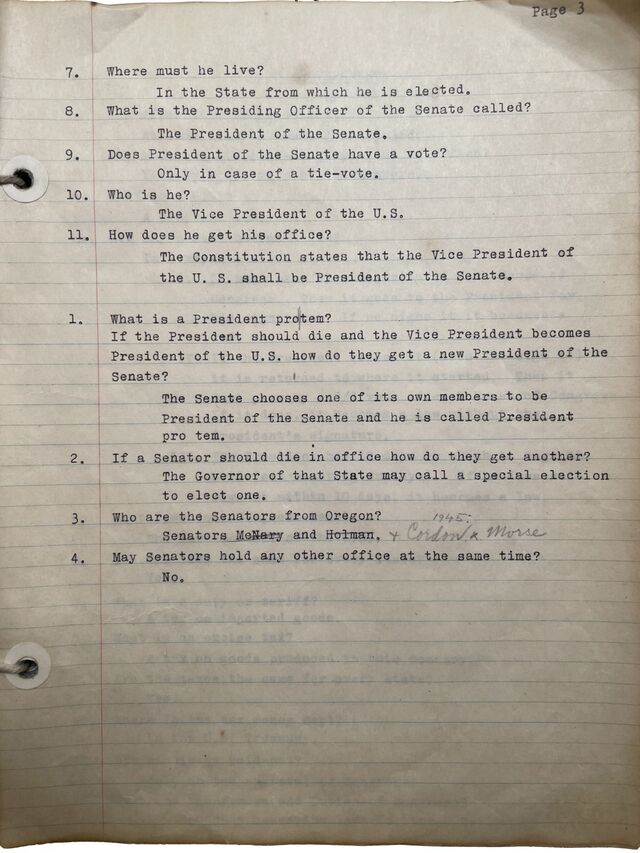 Page 3
7. Where must he live?
In the State from which he is elected.
8. What is the Presiding Officer of the Senate called?
The President of the Senate.
9. Does President of the Senate have a vote?
Only in case of a tie-vote.
10. Who is he?
The Vice President of the U.S.
11. How does he get his office?
The Constitution states that the Vice President of
the U. S. shall be President of the Senate.
1. What is a President pro tem?
If the President should die and the Vice President becomes
President of the U.S. how do they get a new President of the
Senate?
The Senate chooses one of its own members to be
President of the Senate and he is called President
pro tem.
2. If a Senator should die in office how do they get another?
The Governor of that State may call a special election
to elect one.
3. Who are the Senators from Oregon?
1945:
Senators McNary and Holman. + Cordon & Morse
4. May Senators hold any other office at the same time?
No.